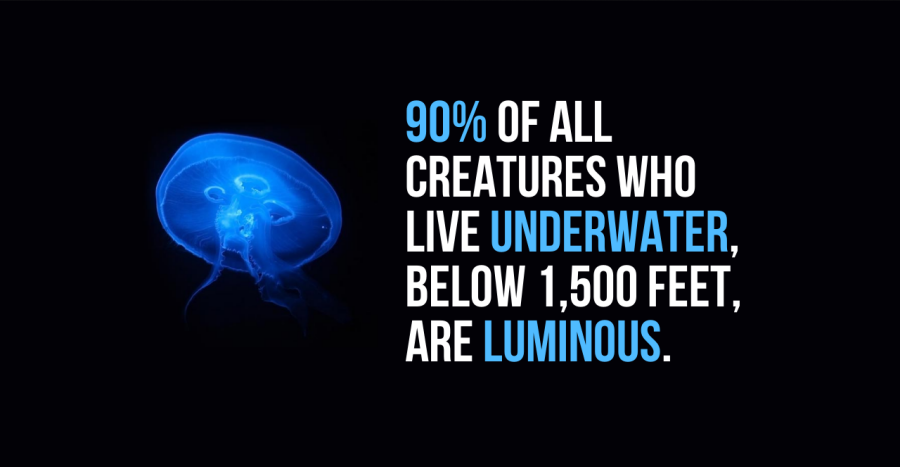 90% OF ALL
CREATURES WHO
LIVE UNDERWATER,
BELOW 1,500 FEET,
ARE LUMINOUS.